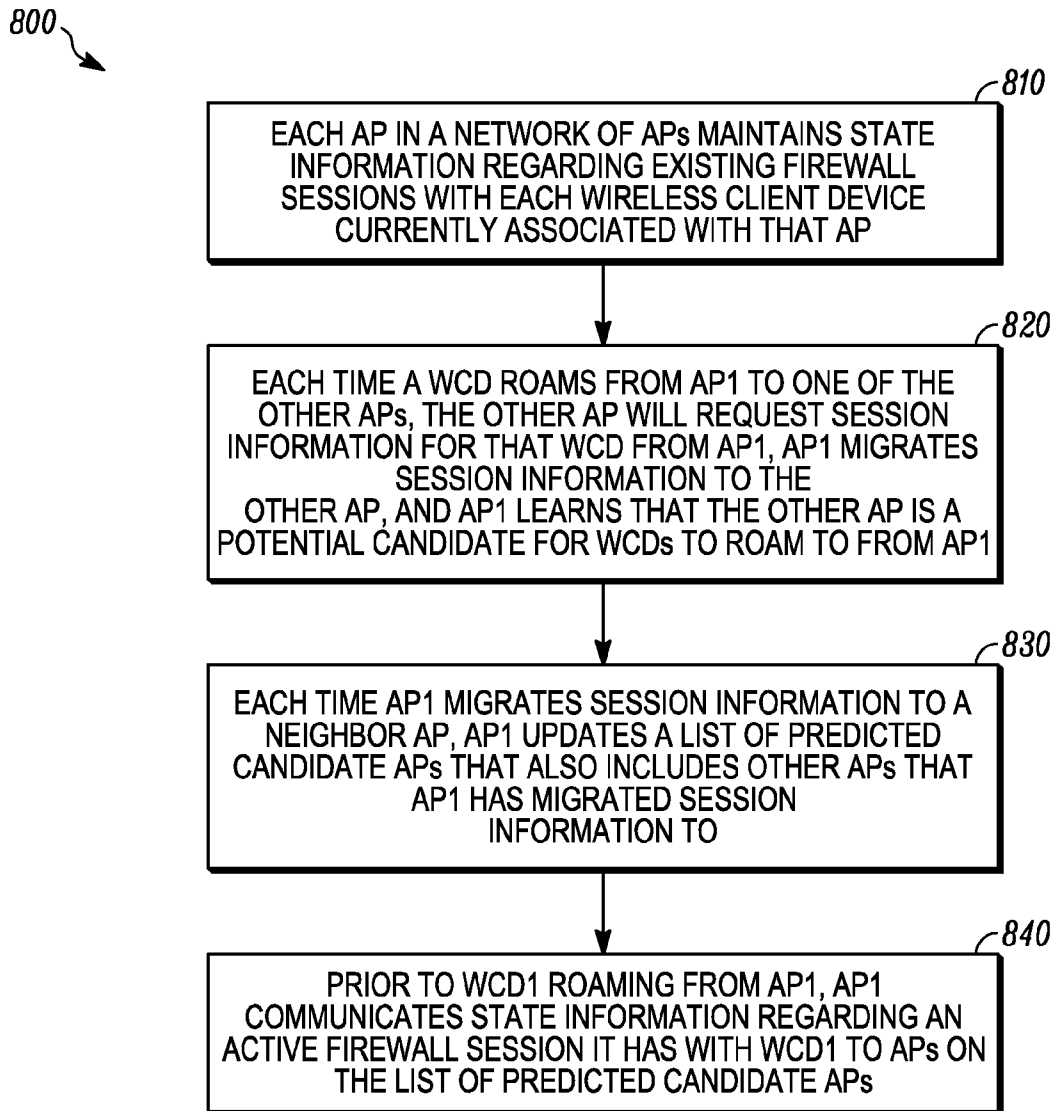 800
810
EACH AP IN A NETWORK OF APs MAINTAINS STATE
INFORMATION REGARDING EXISTING FIREWALL
SESSIONS WITH EACH WIRELESS CLIENT DEVICE
CURRENTLY ASSOCIATED WITH THAT AP
820
EACH TIME A WCD ROAMS FROM AP1 TO ONE OF THE
OTHER APs, THE OTHER AP WILL REQUEST SESSION
INFORMATION FOR THAT WCD FROM AP1, AP1 MIGRATES
SESSION INFORMATION TO THE
OTHER AP, AND AP1 LEARNS THAT THE OTHER AP IS A
POTENTIAL CANDIDATE FOR WCDs TO ROAM TO FROM AP1
830
EACH TIME AP1 MIGRATES SESSION INFORMATION TO A
NEIGHBOR AP, AP1 UPDATES A LIST OF PREDICTED
CANDIDATE APs THAT ALSO INCLUDES OTHER APs THAT
AP1 HAS MIGRATED SESSION
INFORMATION TO
840
PRIOR TO WCD1 ROAMING FROM AP1, AP1
COMMUNICATES STATE INFORMATION REGARDING AN
ACTIVE FIREWALL SESSION IT HAS WITH WCD1 TO APs ON
THE LIST OF PREDICTED CANDIDATE APs